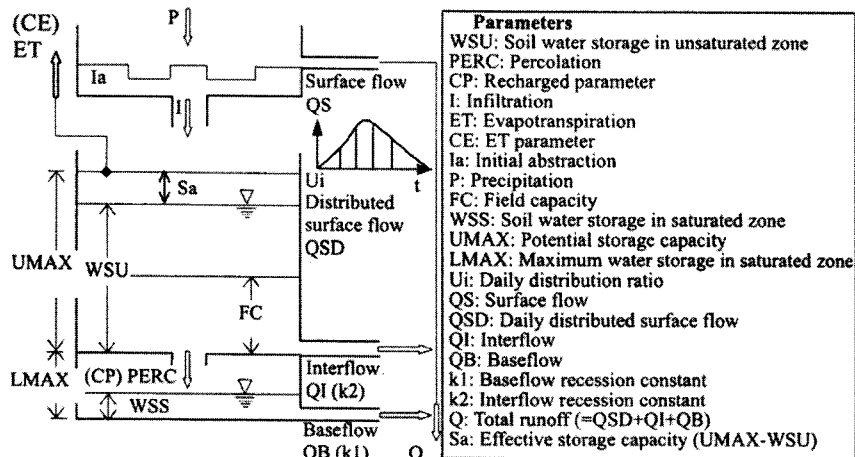 (CE)
ET
P
Ia
I
Surface flow
QS
Sa
Ui
t
Distributed
surface flow
QSD
UMAX
WSU
FC
LMAX
(CP) PERC
WSS
Interflow
QI (k2)
Baseflow
QB (k1)
Q
Parameters
WSU: Soil water storage in unsaturated zone
PERC: Percolation
CP: Recharged parameter
I: Infiltration
ET: Evapotranspiration
CE: ET parameter
Ia: Initial abstraction
P: Precipitation
FC: Field capacity
WSS: Soil water storage in saturated zone
UMAX: Potential storage capacity
LMAX: Maximum water storage in saturated zone
Ui: Daily distribution ratio
QS: Surface flow
QSD: Daily distributed surface flow
QI: Interflow
QB: Baseflow
k1: Baseflow recession constant
k2: Interflow recession constant
Q: Total runoff (=QSD+QI+QB)
Sa: Effective storage capacity (UMAX-WSU)